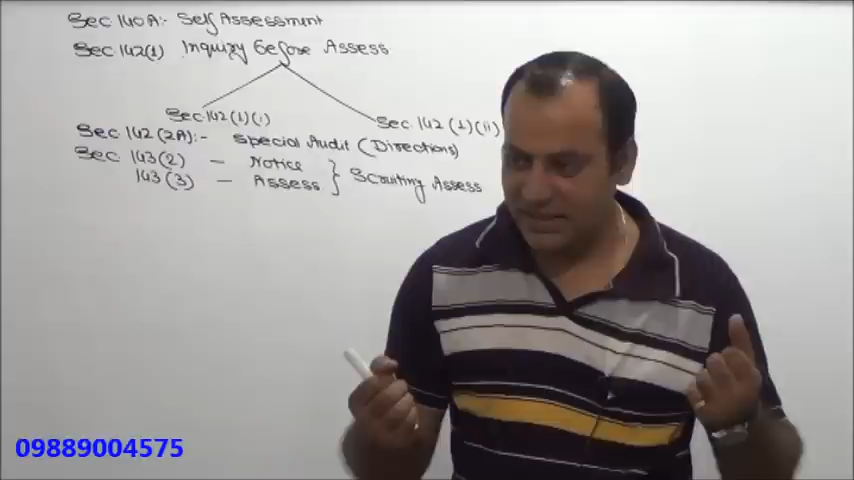 Sec 140A:- Self Assessment
Sec.142(1) Inquiry Before Assess
Sec.142(1)(i)
Sec.142(1)(ii)
Sec.142(2A):- Special Audit (Directions)
Sec. 143(2) - Notice
143(3) - Assess } Scruiting Assess
09889004575